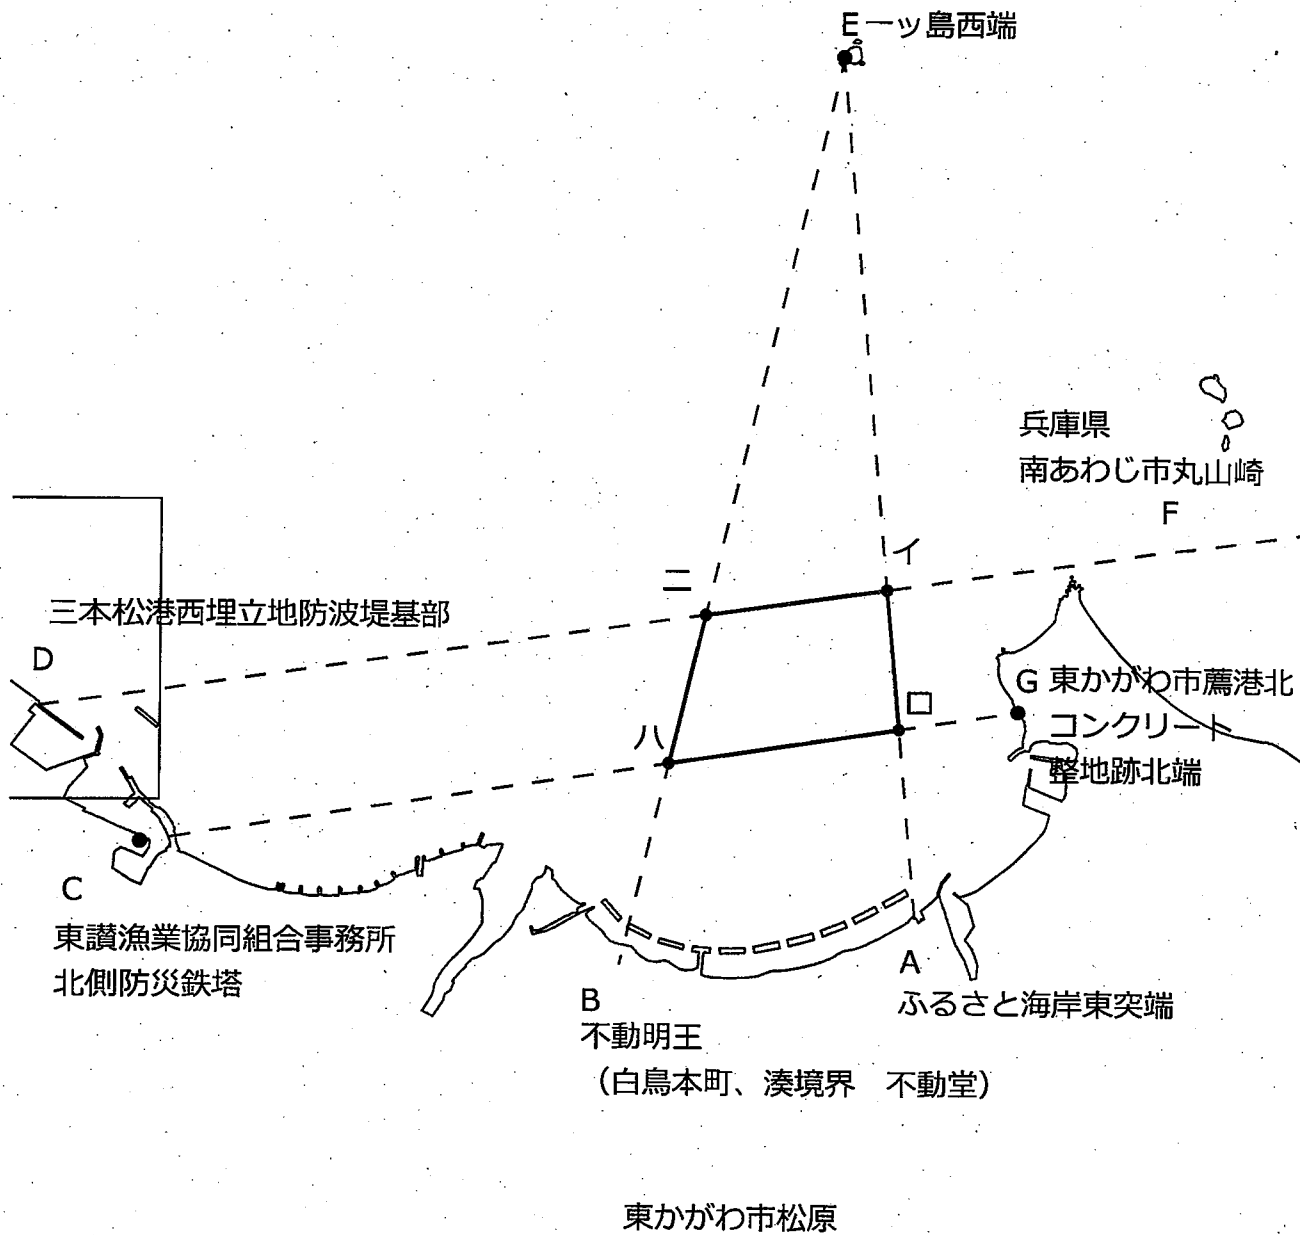 E 一ッ島西端
兵庫県
南あわじ市丸山崎
F
イ
ニ
三本松港西埋立地防波堤基部
D
G 東かがわ市鴈港北
コンクリート
整地跡北端
ロ
ハ
C
東讃漁業協同組合事務所
北側防災鉄塔
A
ふるさと海岸東突端
B
不動明王
（白鳥本町、湊境界　不動堂）
東かがわ市松原